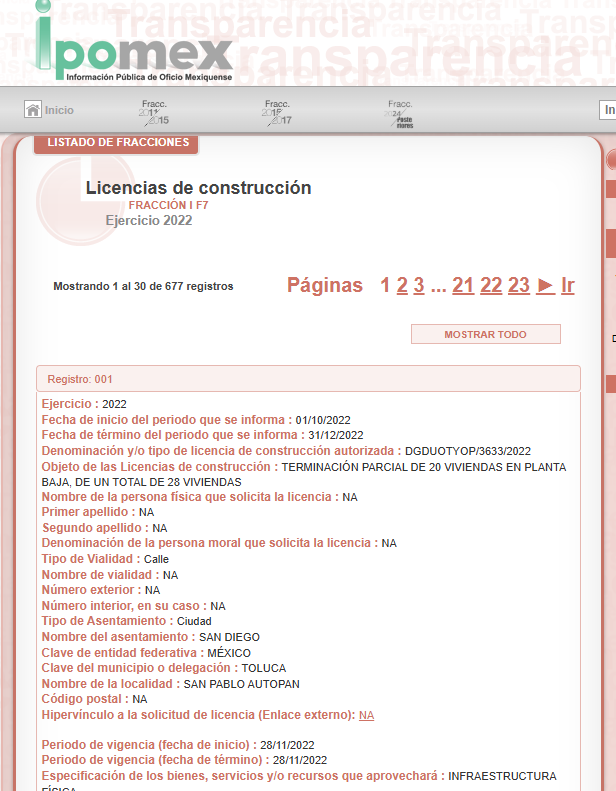 ipomex
Información Pública de Oficio Mexiquense
Inicio
Fracc.
2015
Fracc.
2017
Fracc.
2024
Poste
riores
In
LISTADO DE FRACCIONES
Licencias de construcción
FRACCIÓN I F7
Ejercicio 2022
Mostrando 1 al 30 de 677 registros
Páginas 1 2 3 ... 21 22 23 ► Ir
MOSTRAR TODO
Registro: 001
Ejercicio : 2022
Fecha de inicio del periodo que se informa : 01/10/2022
Fecha de término del periodo que se informa : 31/12/2022
Denominación y/o tipo de licencia de construcción autorizada : DGDUOTYOP/3633/2022
Objeto de las Licencias de construcción : TERMINACIÓN PARCIAL DE 20 VIVIENDAS EN PLANTA
BAJA, DE UN TOTAL DE 28 VIVIENDAS
Nombre de la persona física que solicita la licencia : NA
Primer apellido : NA
Segundo apellido : NA
Denominación de la persona moral que solicita la licencia : NA
Tipo de Vialidad : Calle
Nombre de vialidad : NA
Número exterior : NA
Número interior, en su caso : NA
Tipo de Asentamiento : Ciudad
Nombre del asentamiento : SAN DIEGO
Clave de entidad federativa : MÉXICO
Clave del municipio o delegación : TOLUCA
Nombre de la localidad : SAN PABLO AUTOPAN
Código postal : NA
Hipervínculo a la solicitud de licencia (Enlace externo): NA
Periodo de vigencia (fecha de inicio) : 28/11/2022
Periodo de vigencia (fecha de término) : 28/11/2022
Especificación de los bienes, servicios y/o recursos que aprovechará : INFRAESTRUCTURA
FÍSICA